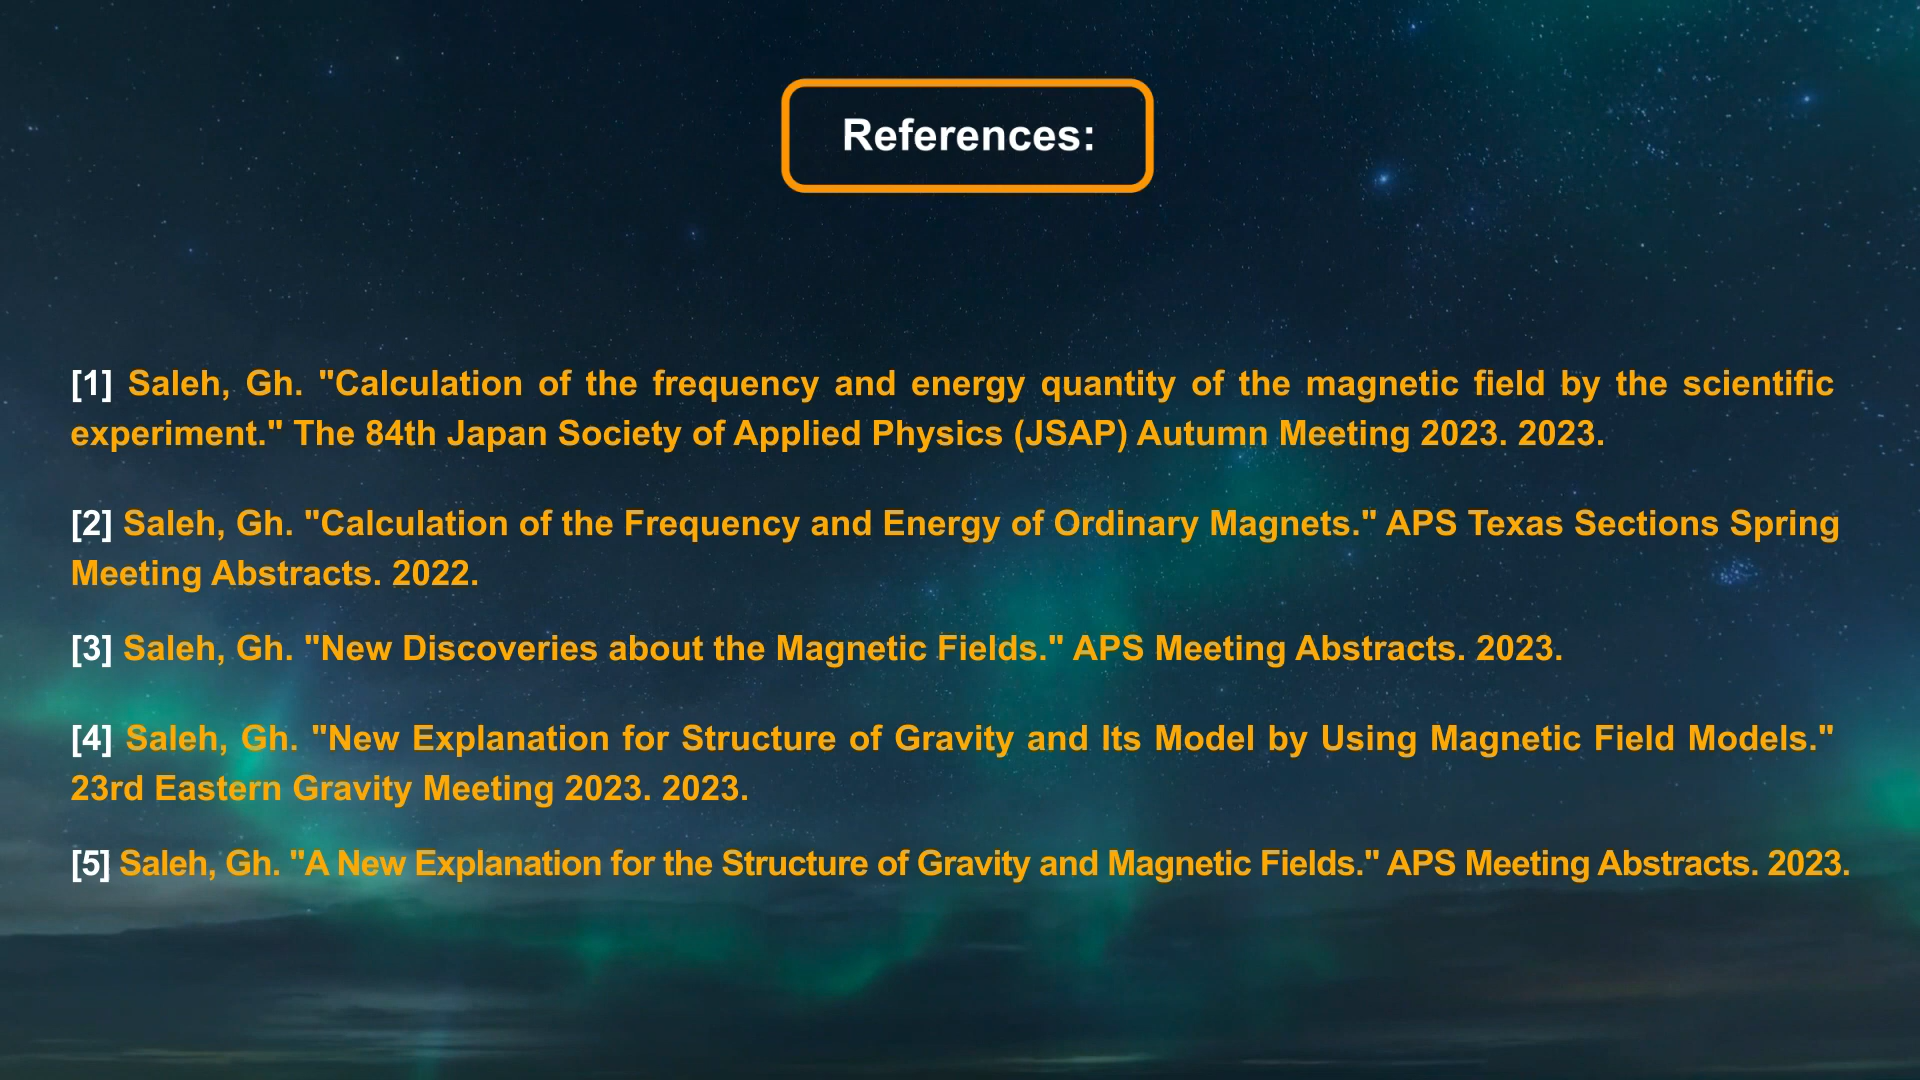 References:
[1] Saleh, Gh. "Calculation of the frequency and energy quantity of the magnetic field by the scientific
experiment." The 84th Japan Society of Applied Physics (JSAP) Autumn Meeting 2023. 2023.
[2] Saleh, Gh. "Calculation of the Frequency and Energy of Ordinary Magnets." APS Texas Sections Spring
Meeting Abstracts. 2022.
[3] Saleh, Gh. "New Discoveries about the Magnetic Fields." APS Meeting Abstracts. 2023.
[4] Saleh, Gh. "New Explanation for Structure of Gravity and Its Model by Using Magnetic Field Models."
23rd Eastern Gravity Meeting 2023. 2023.
[5] Saleh, Gh. "A New Explanation for the Structure of Gravity and Magnetic Fields." APS Meeting Abstracts. 2023.